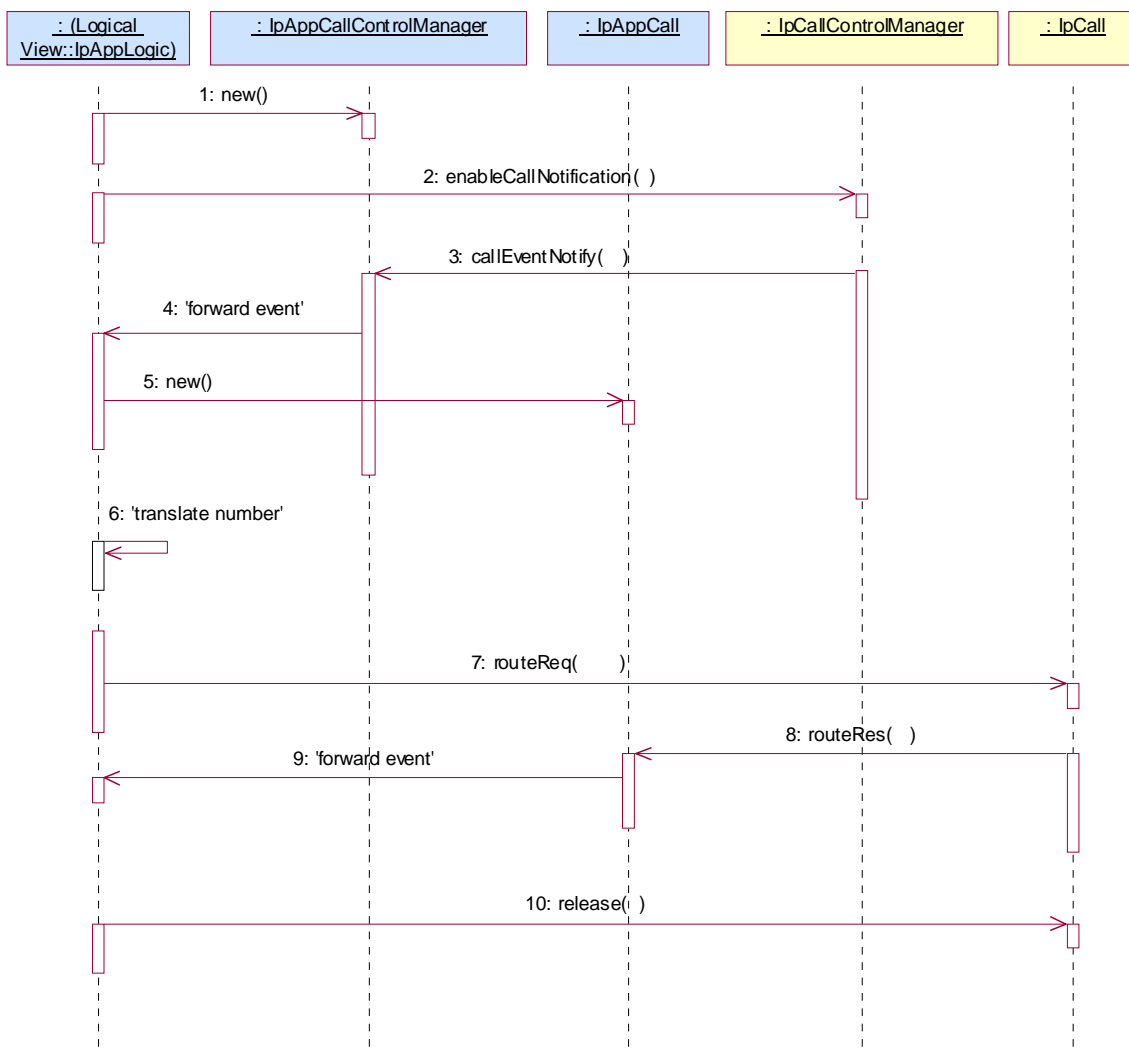 : (Logical
View::IpAppLogic)
: IpAppCallControlManager
: IpAppCall
: IpCallControlManager
: IpCall
1: new()
2: enableCallNotification( )
3: callEventNotify( )
4: 'forward event'
5: new()
6: 'translate number'
7: routeReq( )
8: routeRes( )
9: 'forward event'
10: release( )